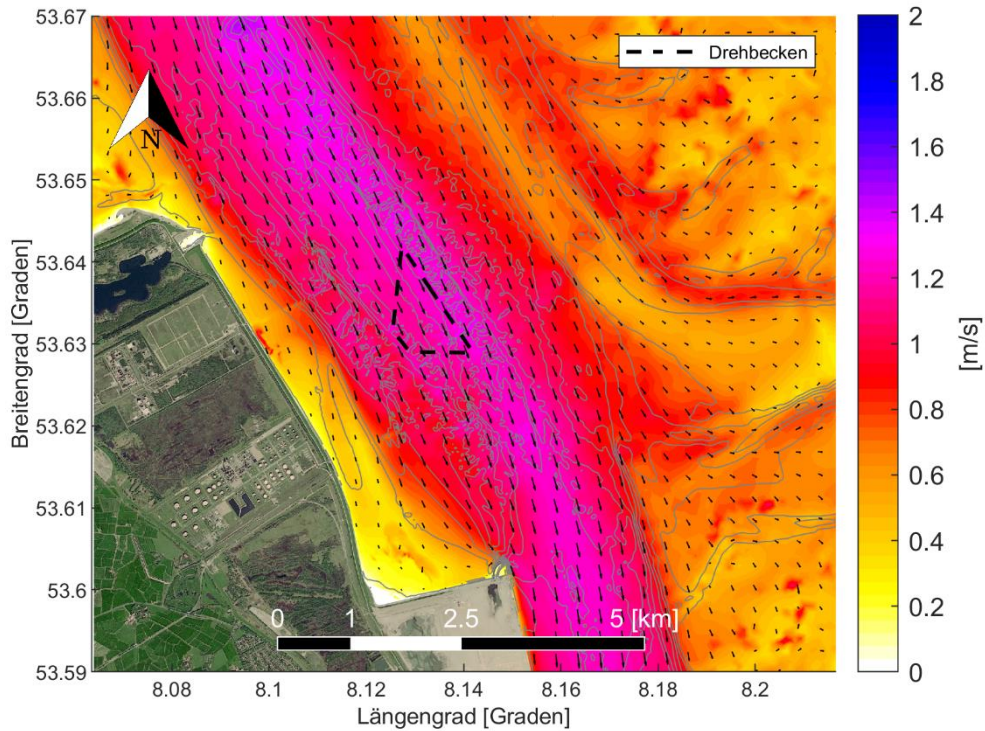 53.67
53.66
53.65
53.64
53.63
53.62
53.61
53.6
53.59
Breitengrad [Graden]
N
Drehbecken
0 1 2.5 5 [km]
8.08 8.1 8.12 8.14 8.16 8.18 8.2
Längengrad [Graden]
2
1.8
1.6
1.4
1.2
1
0.8
0.6
0.4
0.2
0
[m/s]